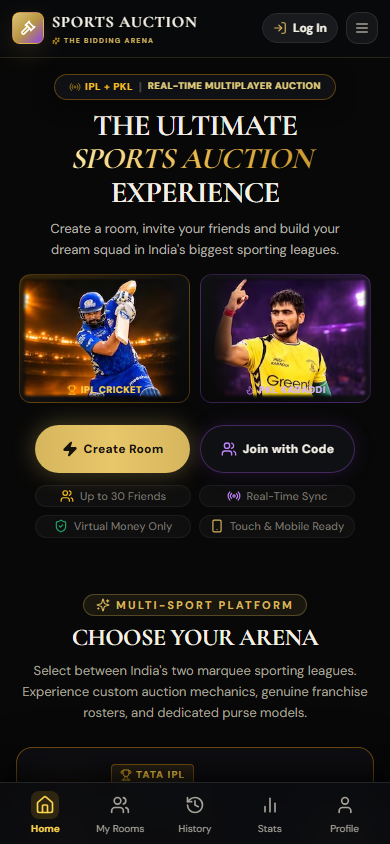 SPORTS AUCTION
THE BIDDING ARENA
Log In
IPL + PKL | REAL-TIME MULTIPLAYER AUCTION
THE ULTIMATE
SPORTS AUCTION
EXPERIENCE
Create a room, invite your friends and build your
dream squad in India's biggest sporting leagues.
IPL CRICKET
Create Room
Join with Code
Up to 30 Friends
Real-Time Sync
Virtual Money Only
Touch & Mobile Ready
MULTI-SPORT PLATFORM
CHOOSE YOUR ARENA
Select between India's two marquee sporting leagues.
Experience custom auction mechanics, genuine franchise
rosters, and dedicated purse models.
TATA IPL
Home
My Rooms
History
Stats
Profile